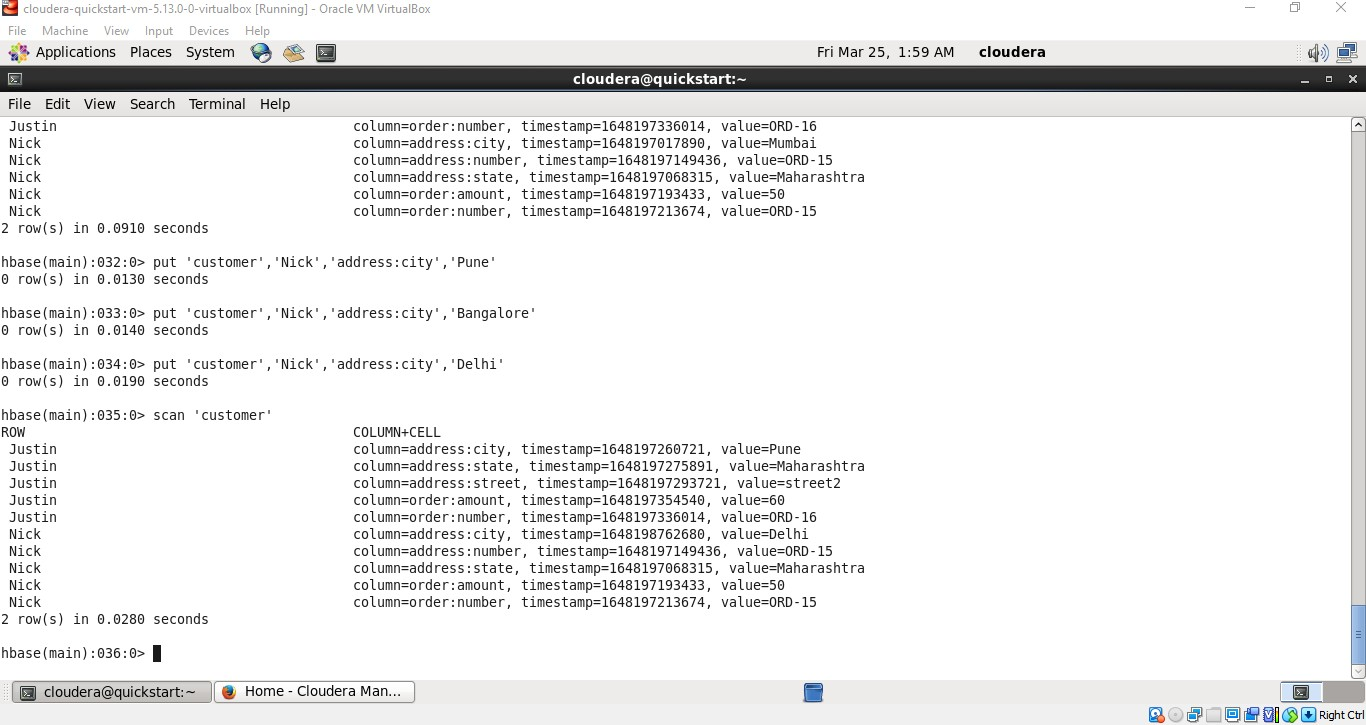 cloudera-quickstart-vm-5.13.0-0-virtualbox [Running] - Oracle VM VirtualBox
File Machine View Input Devices Help
Applications Places System Fri Mar 25, 1:59 AM cloudera
cloudera@quickstart:~
File Edit View Search Terminal Help
Justin column=order:number, timestamp=1648197336014, value=ORD-16
Nick column=address:city, timestamp=1648197017890, value=Mumbai
Nick column=address:number, timestamp=1648197149436, value=ORD-15
Nick column=address:state, timestamp=1648197068315, value=Maharashtra
Nick column=order:amount, timestamp=1648197193433, value=50
Nick column=order:number, timestamp=1648197213674, value=ORD-15
2 row(s) in 0.0910 seconds
hbase(main):032:0> put 'customer','Nick','address:city','Pune'
0 row(s) in 0.0130 seconds
hbase(main):033:0> put 'customer','Nick','address:city','Bangalore'
0 row(s) in 0.0140 seconds
hbase(main):034:0> put 'customer','Nick','address:city','Delhi'
0 row(s) in 0.0190 seconds
hbase(main):035:0> scan 'customer'
ROW COLUMN+CELL
Justin column=address:city, timestamp=1648197260721, value=Pune
Justin column=address:state, timestamp=1648197275891, value=Maharashtra
Justin column=address:street, timestamp=1648197293721, value=street2
Justin column=order:amount, timestamp=1648197354540, value=60
Justin column=order:number, timestamp=1648197336014, value=ORD-16
Nick column=address:city, timestamp=1648198762680, value=Delhi
Nick column=address:number, timestamp=1648197149436, value=ORD-15
Nick column=address:state, timestamp=1648197068315, value=Maharashtra
Nick column=order:amount, timestamp=1648197193433, value=50
Nick column=order:number, timestamp=1648197213674, value=ORD-15
2 row(s) in 0.0280 seconds
hbase(main):036:0>
cloudera@quickstart:~ Home - Cloudera Man...
Right Ctrl